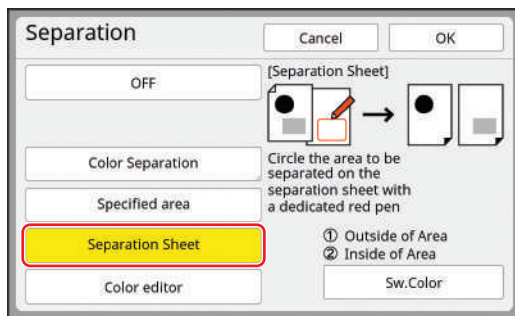 Separation
Cancel
OK
OFF
[Separation Sheet]
Color Separation
Circle the area to be
separated on the
separation sheet with
a dedicated red pen
Specified area
Separation Sheet
① Outside of Area
② Inside of Area
Color editor
Sw.Color